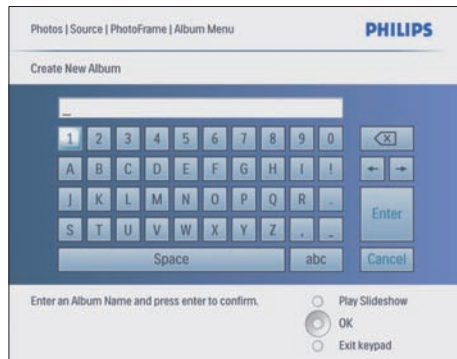 Photos | Source | PhotoFrame | Album Menu PHILIPS
Create New Album
_
1 2 3 4 5 6 7 8 9 0
A B C D E F G H I ! ← →
J K L M N O P Q R . Enter
S T U V W X Y Z , _
Space abc Cancel
Enter an Album Name and press enter to confirm. Play Slideshow
OK
Exit keypad